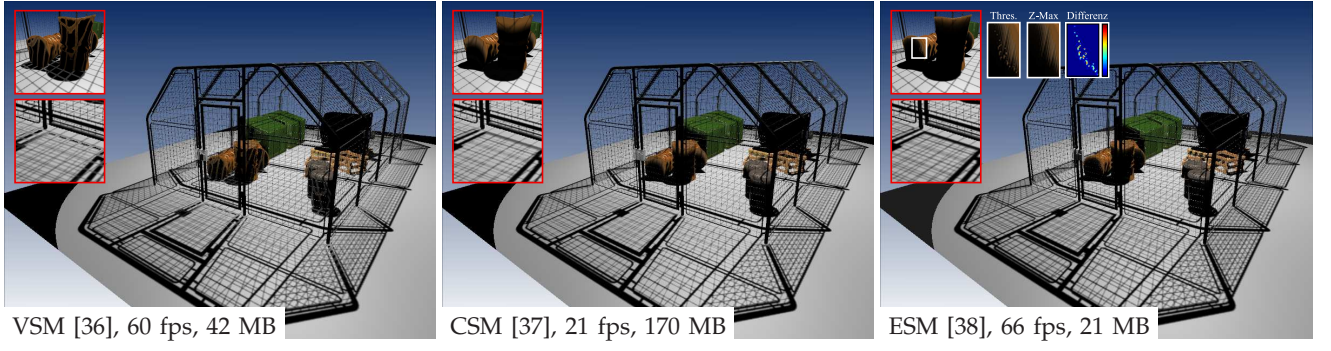 Thres. Z-Max Differenz
VSM [36], 60 fps, 42 MB
CSM [37], 21 fps, 170 MB
ESM [38], 66 fps, 21 MB